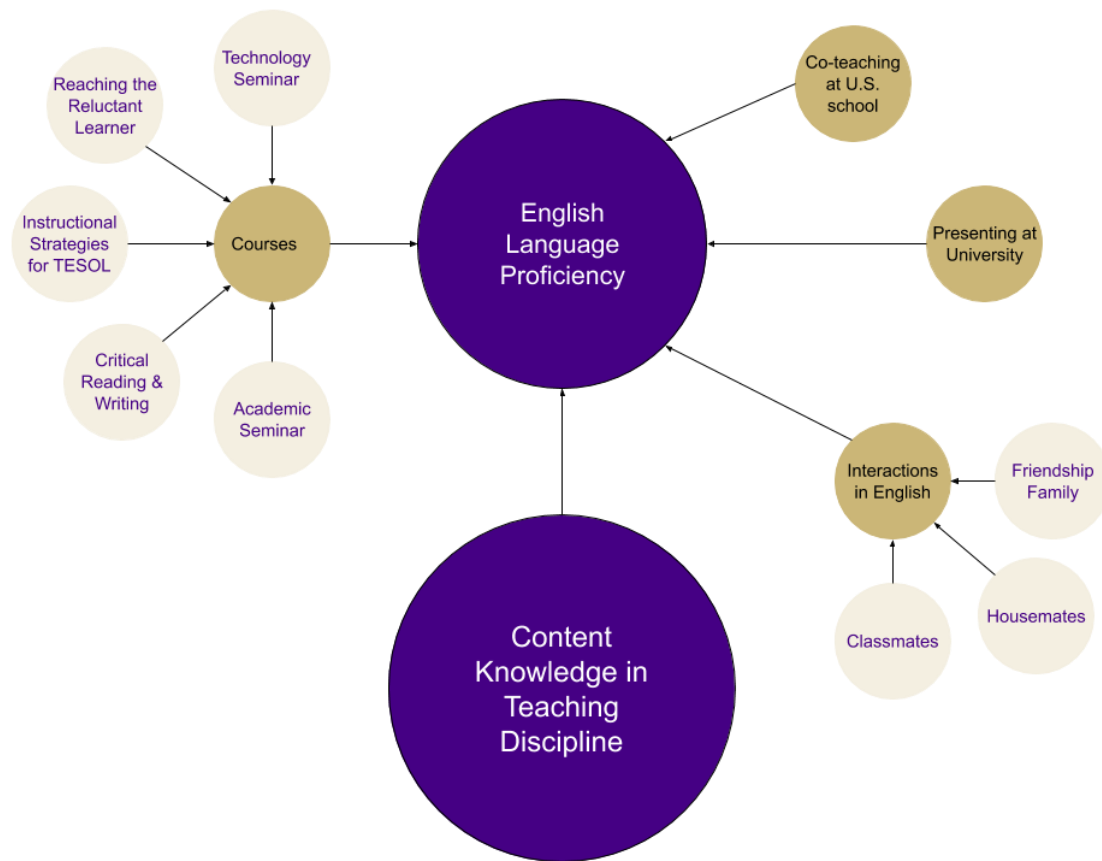 Technology
Seminar
Reaching the
Reluctant
Learner
Instructional
Strategies
for TESOL
Critical
Reading &
Writing
Academic
Seminar
Courses
English
Language
Proficiency
Co-teaching
at U.S.
school
Presenting at
University
Interactions
in English
Friendship
Family
Housemates
Classmates
Content
Knowledge in
Teaching
Discipline